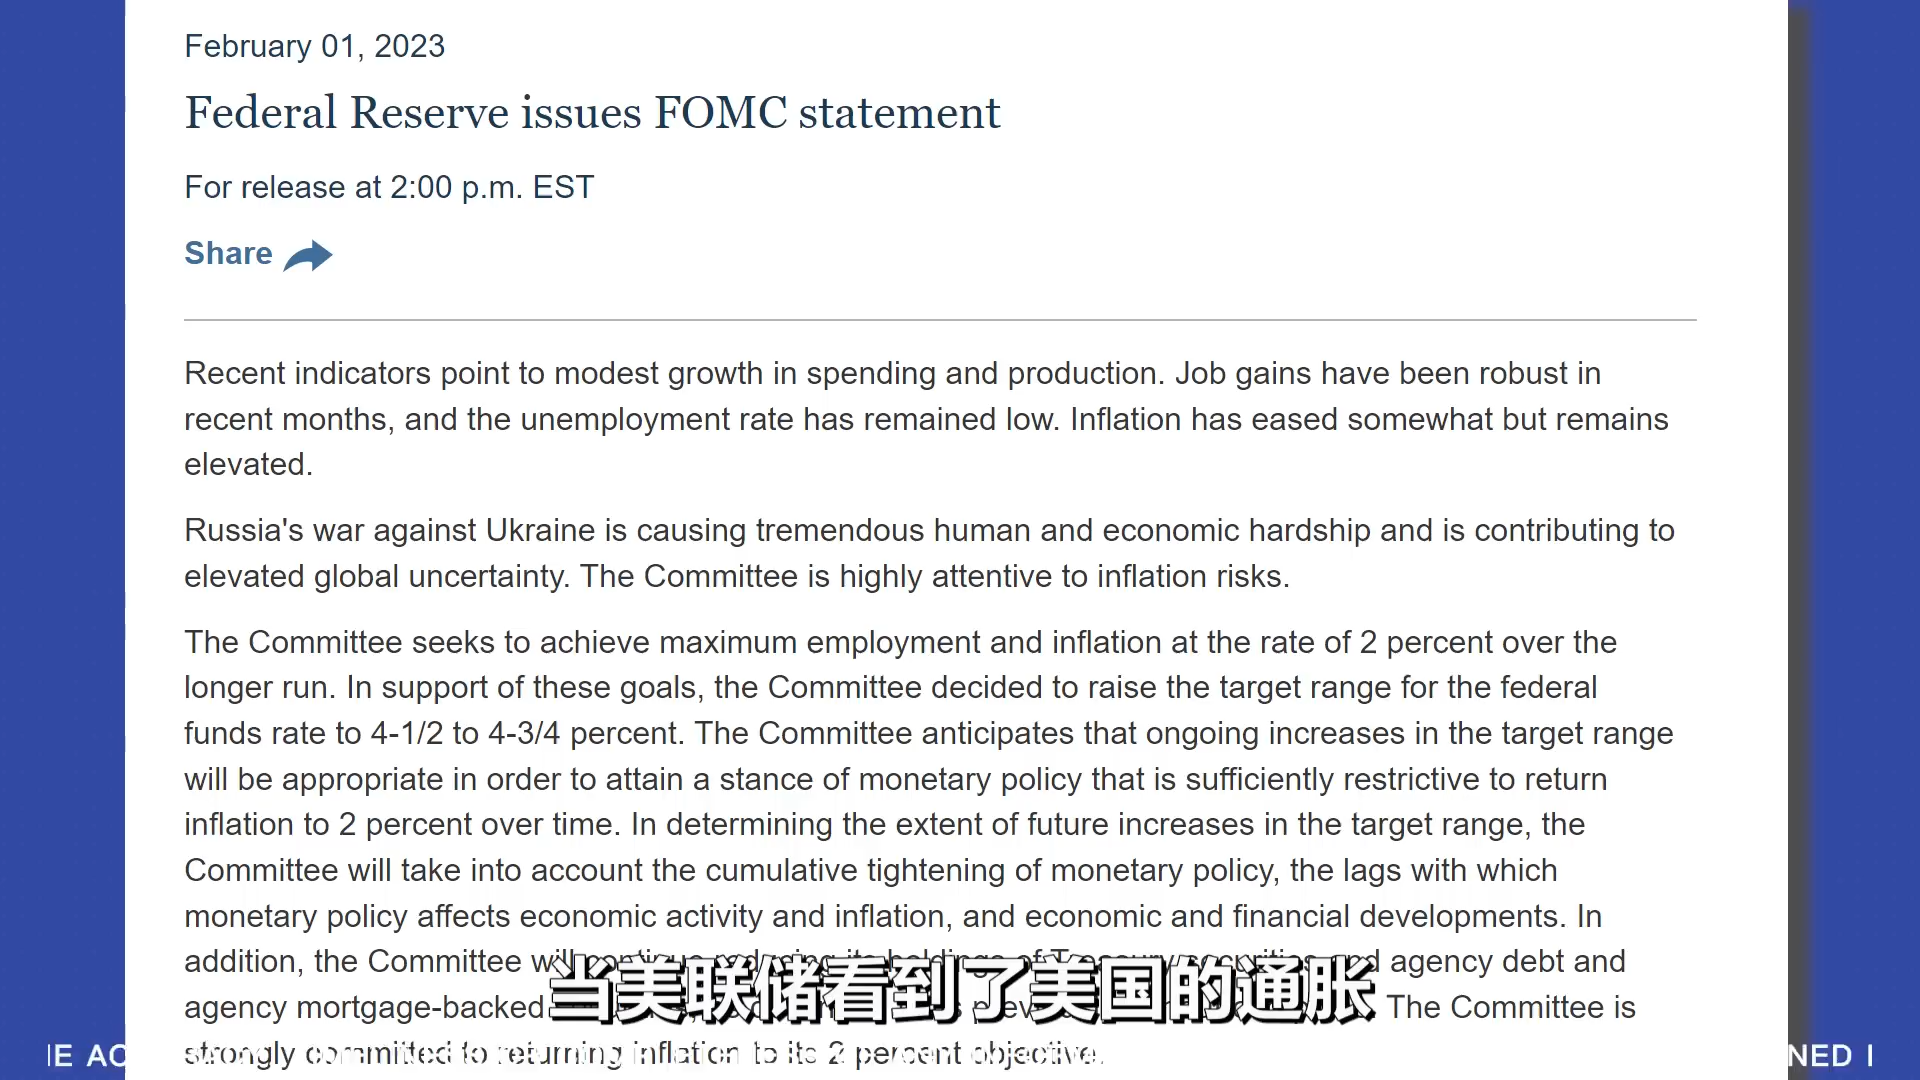 February 01, 2023
Federal Reserve issues FOMC statement
For release at 2:00 p.m. EST
Share
Recent indicators point to modest growth in spending and production. Job gains have been robust in
recent months, and the unemployment rate has remained low. Inflation has eased somewhat but remains
elevated.
Russia's war against Ukraine is causing tremendous human and economic hardship and is contributing to
elevated global uncertainty. The Committee is highly attentive to inflation risks.
The Committee seeks to achieve maximum employment and inflation at the rate of 2 percent over the
longer run. In support of these goals, the Committee decided to raise the target range for the federal
funds rate to 4-1/2 to 4-3/4 percent. The Committee anticipates that ongoing increases in the target range
will be appropriate in order to attain a stance of monetary policy that is sufficiently restrictive to return
inflation to 2 percent over time. In determining the extent of future increases in the target range, the
Committee will take into account the cumulative tightening of monetary policy, the lags with which
monetary policy affects economic activity and inflation, and economic and financial developments. In
addition, the Committee will continue reducing its holdings of Treasury securities and agency debt and
agency mortgage-backed The Committee is
当美联储看到了美国的通胀
strongly committed to returning inflation to its 2 percent objective.
NED